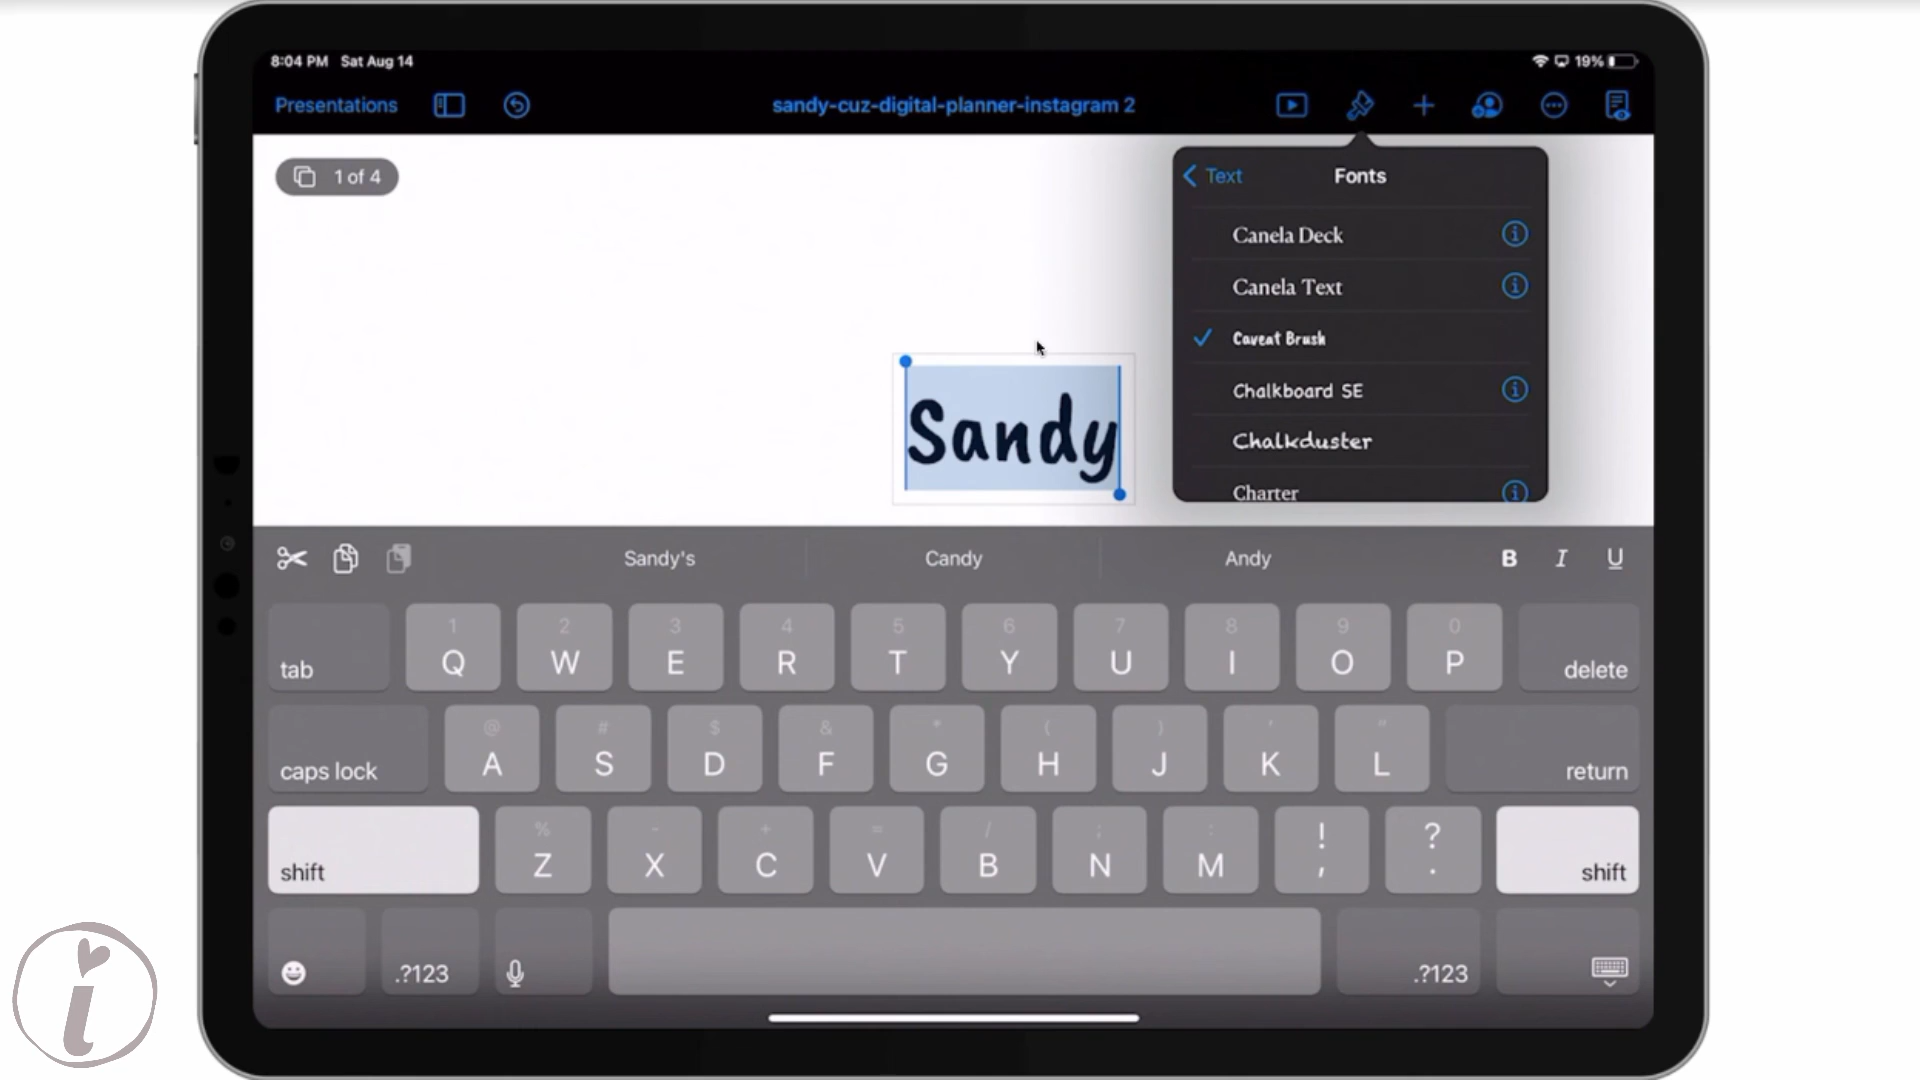 8:04 PM Sat Aug 14
19%
Presentations
sandy-cuz-digital-planner-instagram 2
1 of 4
Text
Fonts
Canela Deck
Canela Text
Caveat Brush
Chalkboard SE
Chalkduster
Charter
Sandy
Sandy's Candy Andy
B I U
1 2 3 4 5 6 7 8 9 0
tab Q W E R T Y U I O P delete
@ # $ & * ( ) ' "
caps lock A S D F G H J K L return
% - + = / ; : ! ?
shift Z X C V B N M , . shift
.?123 .?123
i